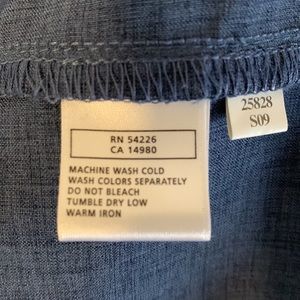 RN 54226
CA 14980
MACHINE WASH COLD
WASH COLORS SEPARATELY
DO NOT BLEACH
TUMBLE DRY LOW
WARM IRON
25828
S09